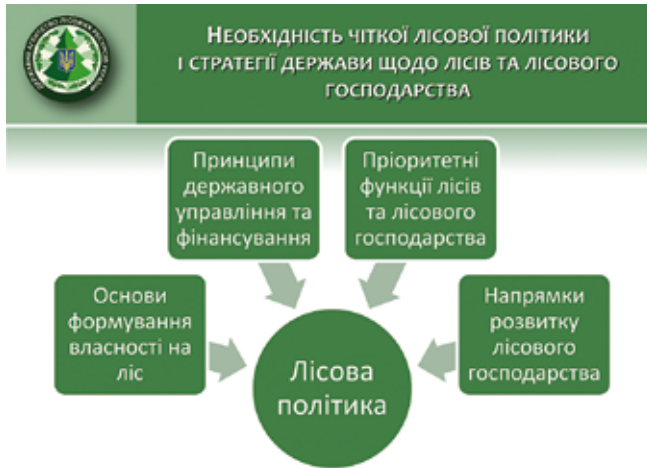 НЕОБХІДНІСТЬ ЧІТКОЇ ЛІСОВОЇ ПОЛІТИКИ
І СТРАТЕГІЇ ДЕРЖАВИ ЩОДО ЛІСІВ ТА ЛІСОВОГО
ГОСПОДАРСТВА
Принципи
державного
управління та
фінансування
Пріоритетні
функції лісів
та лісового
господарства
Основи
формування
власності на
ліс
Напрямки
розвитку
лісового
господарства
Лісова
політика